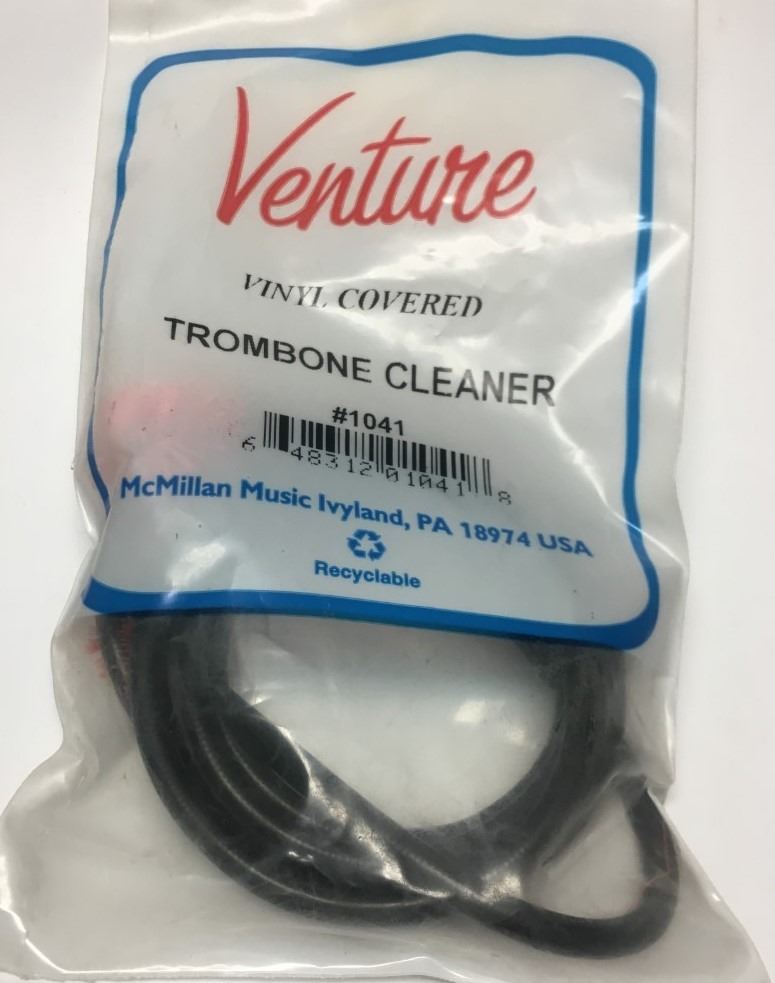 Venture
VINYL COVERED
TROMBONE CLEANER
#1041
6 48312 01041 8
McMillan Music Ivyland, PA 18974 USA
Recyclable